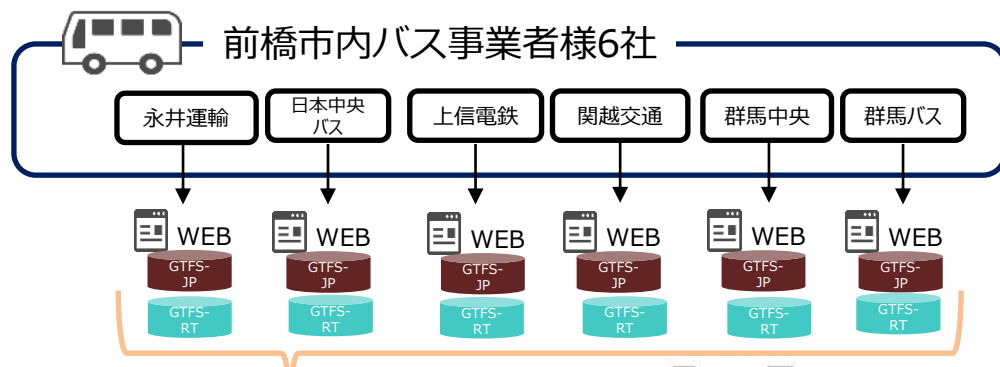 前橋市内バス事業者様6社
永井運輸
日本中央
バス
上信電鉄
関越交通
群馬中央
群馬バス
WEB
WEB
WEB
WEB
WEB
WEB
GTFS-
JP
GTFS-
JP
GTFS-
JP
GTFS-
JP
GTFS-
JP
GTFS-
JP
GTFS-
RT
GTFS-
RT
GTFS-
RT
GTFS-
RT
GTFS-
RT
GTFS-
RT